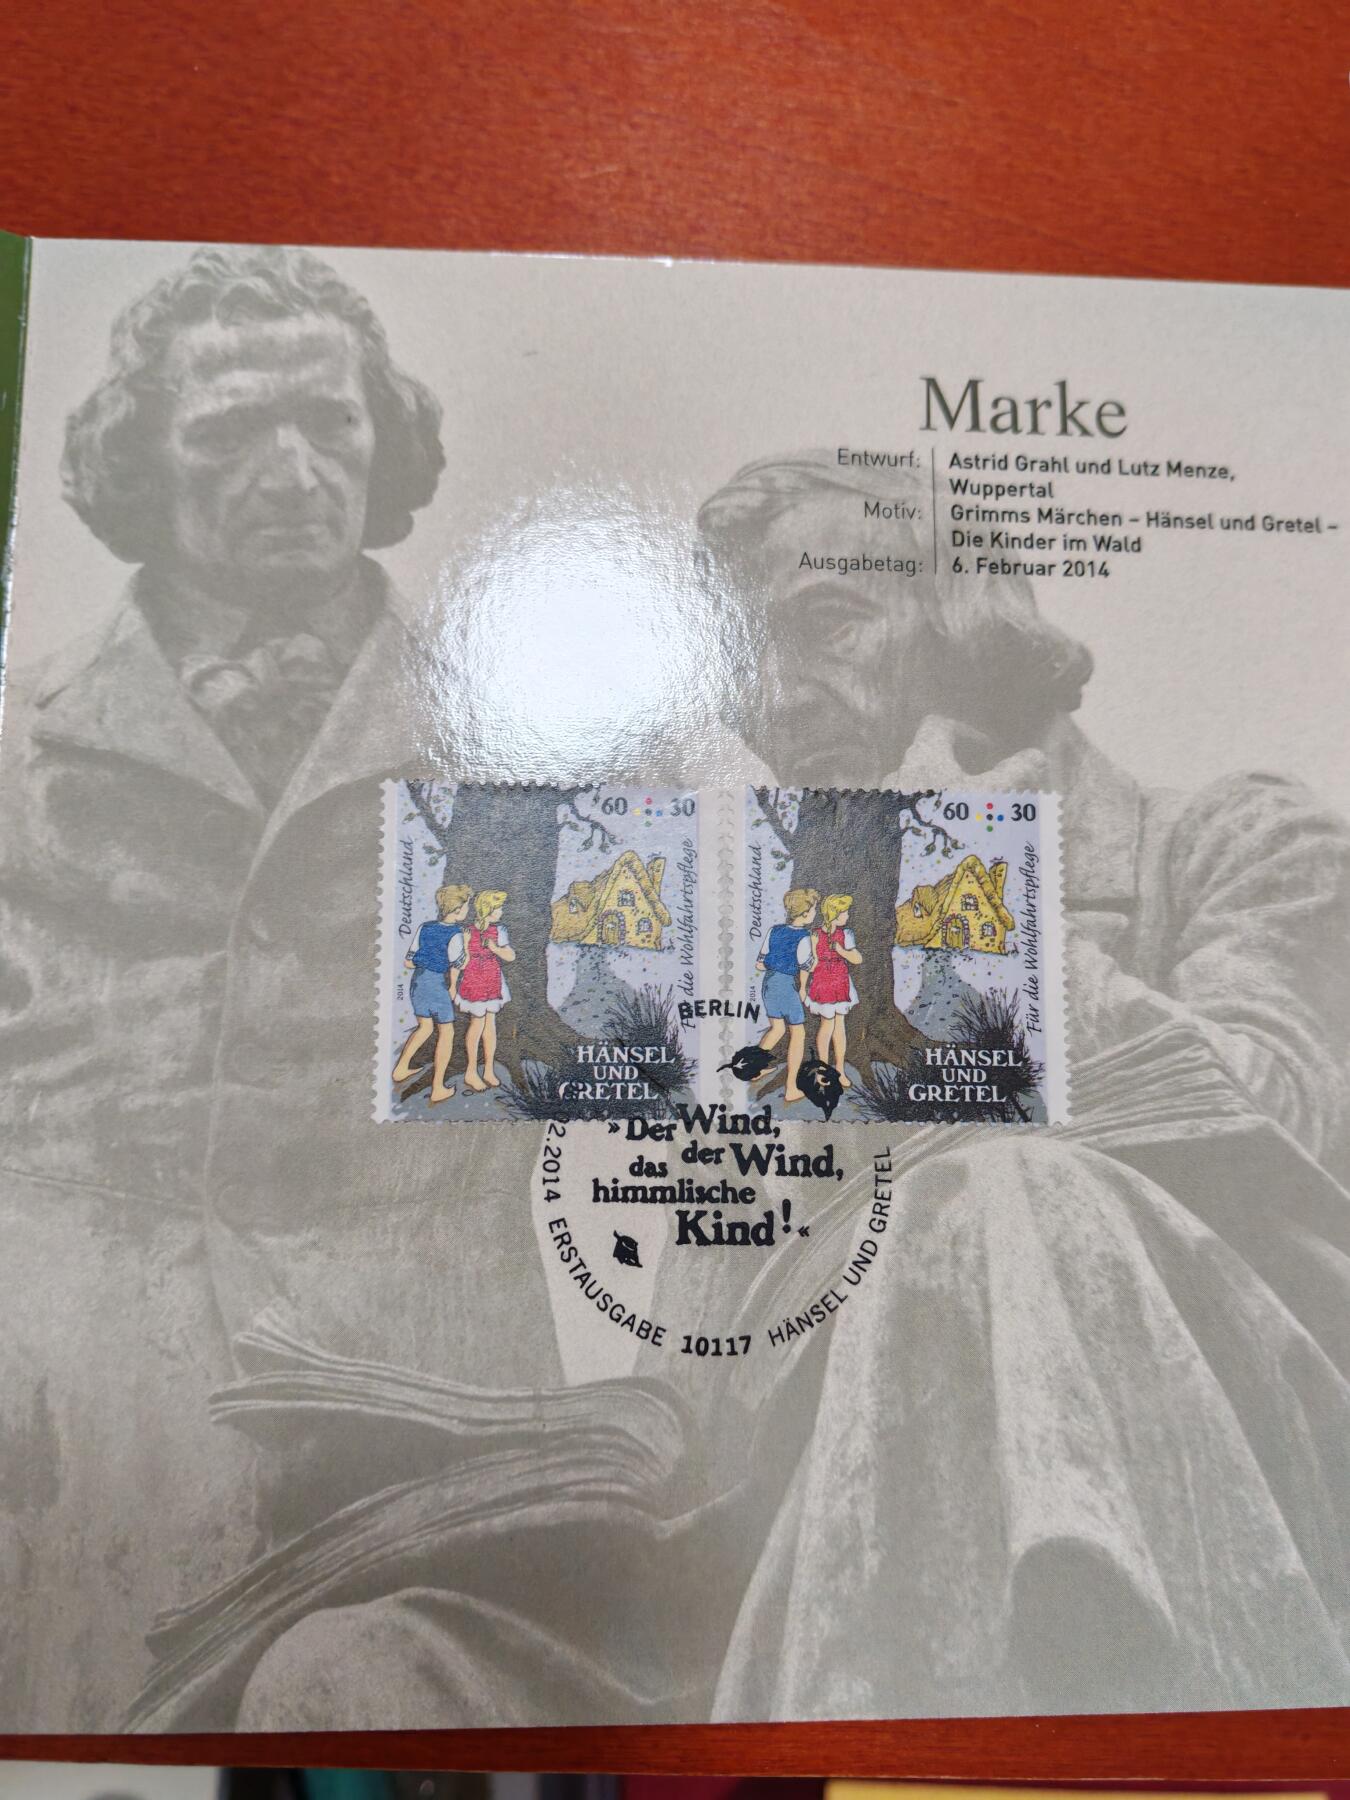 Marke
Entwurf: Astrid Grahl und Lutz Menze,
Wuppertal
Motiv: Grimms Märchen – Hänsel und Gretel –
Die Kinder im Wald
Ausgabetag: 6. Februar 2014
60 30
Deutschland
Für die Wohlfahrtspflege
2014
HÄNSEL
UND
GRETEL
60 30
Deutschland
Für die Wohlfahrtspflege
2014
HÄNSEL
UND
GRETEL
BERLIN
»Der Wind,
der Wind,
das
himmlische
Kind!«
02.2014 ERSTAUSGABE 10117 HÄNSEL UND GRETEL